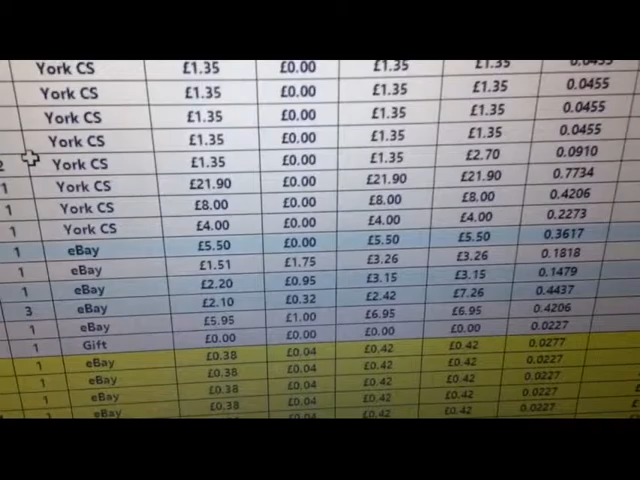 York CS £1.35 £0.00 £1.35 £1.35 0.0455
York CS £1.35 £0.00 £1.35 £1.35 0.0455
York CS £1.35 £0.00 £1.35 £1.35 0.0455
York CS £1.35 £0.00 £1.35 £1.35 0.0455
2 York CS £1.35 £0.00 £1.35 £2.70 0.0910
1 York CS £21.90 £0.00 £21.90 £21.90 0.7734
1 York CS £8.00 £0.00 £8.00 £8.00 0.4206
1 York CS £4.00 £0.00 £4.00 £4.00 0.2273
1 eBay £5.50 £0.00 £5.50 £5.50 0.3617
1 eBay £1.51 £1.75 £3.26 £3.26 0.1818
1 eBay £2.20 £0.95 £3.15 £3.15 0.1479
3 eBay £2.10 £0.32 £2.42 £7.26 0.4437
1 eBay £5.95 £1.00 £6.95 £6.95 0.4206
1 Gift £0.00 £0.00 £0.00 £0.00 0.0227
1 eBay £0.38 £0.04 £0.42 £0.42 0.0277
1 eBay £0.38 £0.04 £0.42 £0.42 0.0227
1 eBay £0.38 £0.04 £0.42 £0.42 0.0227
1 eBay £0.38 £0.04 £0.42 £0.42 0.0227